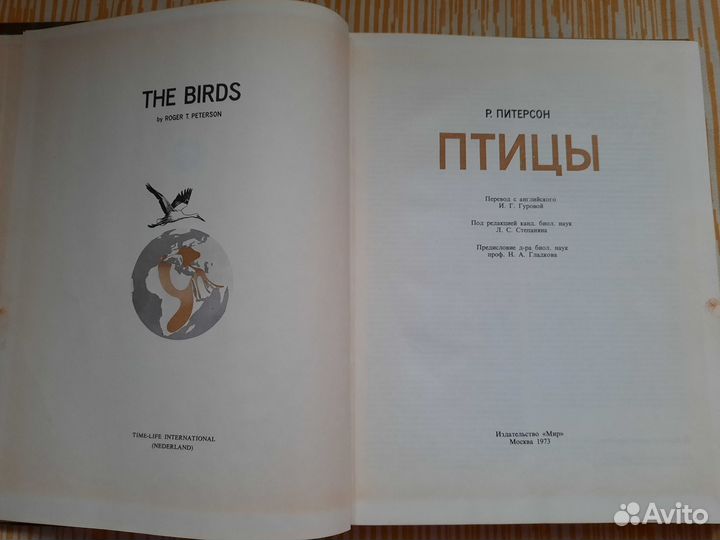 THE BIRDS
by ROGER T. PETERSON
TIME-LIFE INTERNATIONAL
(NEDERLAND)
Р. ПИТЕРСОН
ПТИЦЫ
Перевод с английского
И. Г. Гуровой
Под редакцией канд. биол. наук
Л. С. Степаняна
Предисловие д-ра биол. наук
проф. Н. А. Гладкова
Издательство «Мир»
Москва 1973
Avito